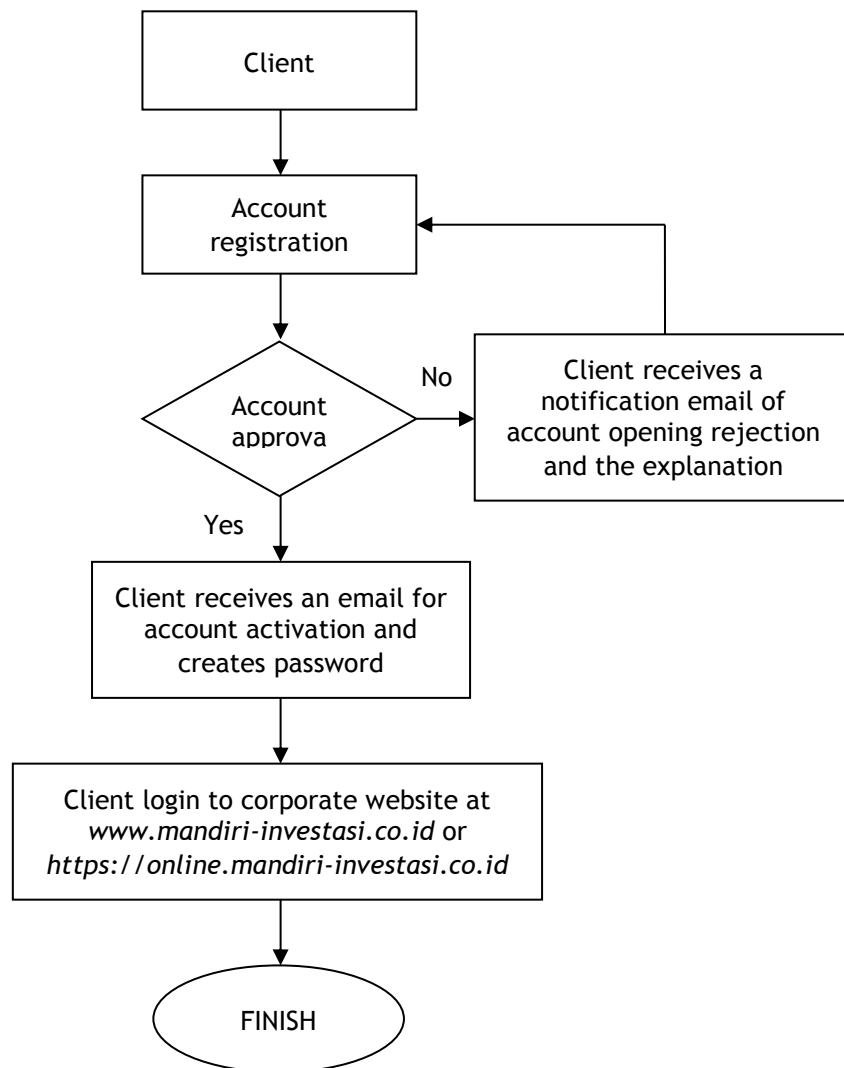 Client
Account
registration
Account
approva
No
Client receives a
notification email of
account opening rejection
and the explanation
Yes
Client receives an email for
account activation and
creates password
Client login to corporate website at
www.mandiri-investasi.co.id or
https://online.mandiri-investasi.co.id
FINISH